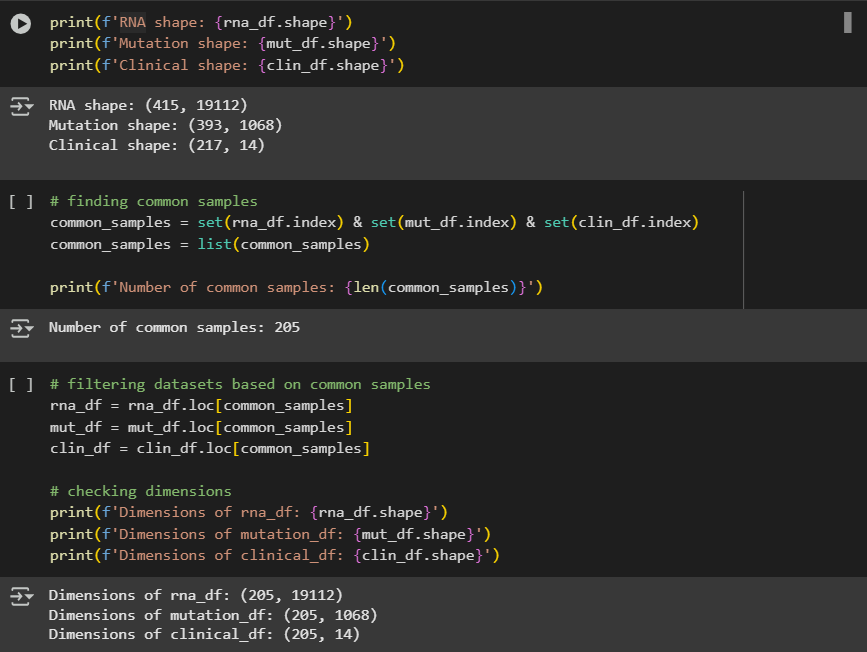 print(f'RNA shape: {rna_df.shape}')
print(f'Mutation shape: {mut_df.shape}')
print(f'Clinical shape: {clin_df.shape}')
RNA shape: (415, 19112)
Mutation shape: (393, 1068)
Clinical shape: (217, 14)
[ ] # finding common samples
common_samples = set(rna_df.index) & set(mut_df.index) & set(clin_df.index)
common_samples = list(common_samples)
print(f'Number of common samples: {len(common_samples)}')
Number of common samples: 205
[ ] # filtering datasets based on common samples
rna_df = rna_df.loc[common_samples]
mut_df = mut_df.loc[common_samples]
clin_df = clin_df.loc[common_samples]
# checking dimensions
print(f'Dimensions of rna_df: {rna_df.shape}')
print(f'Dimensions of mutation_df: {mut_df.shape}')
print(f'Dimensions of clinical_df: {clin_df.shape}')
Dimensions of rna_df: (205, 19112)
Dimensions of mutation_df: (205, 1068)
Dimensions of clinical_df: (205, 14)